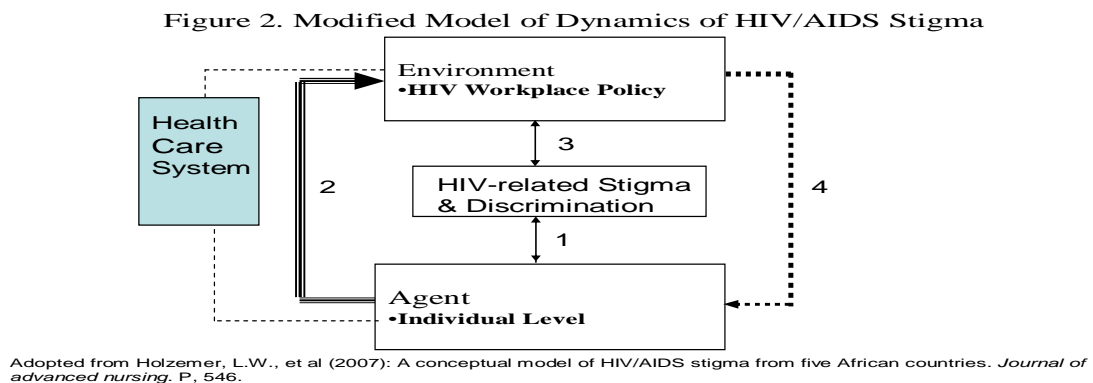 Figure 2. Modified Model of Dynamics of HIV/AIDS Stigma
Environment
•HIV Workplace Policy
Health
Care
System
3
2
4
HIV-related Stigma
& Discrimination
1
Agent
•Individual Level
Adopted from Holzemer, L.W., et al (2007): A conceptual model of HIV/AIDS stigma from five African countries. Journal of
advanced nursing. P, 546.